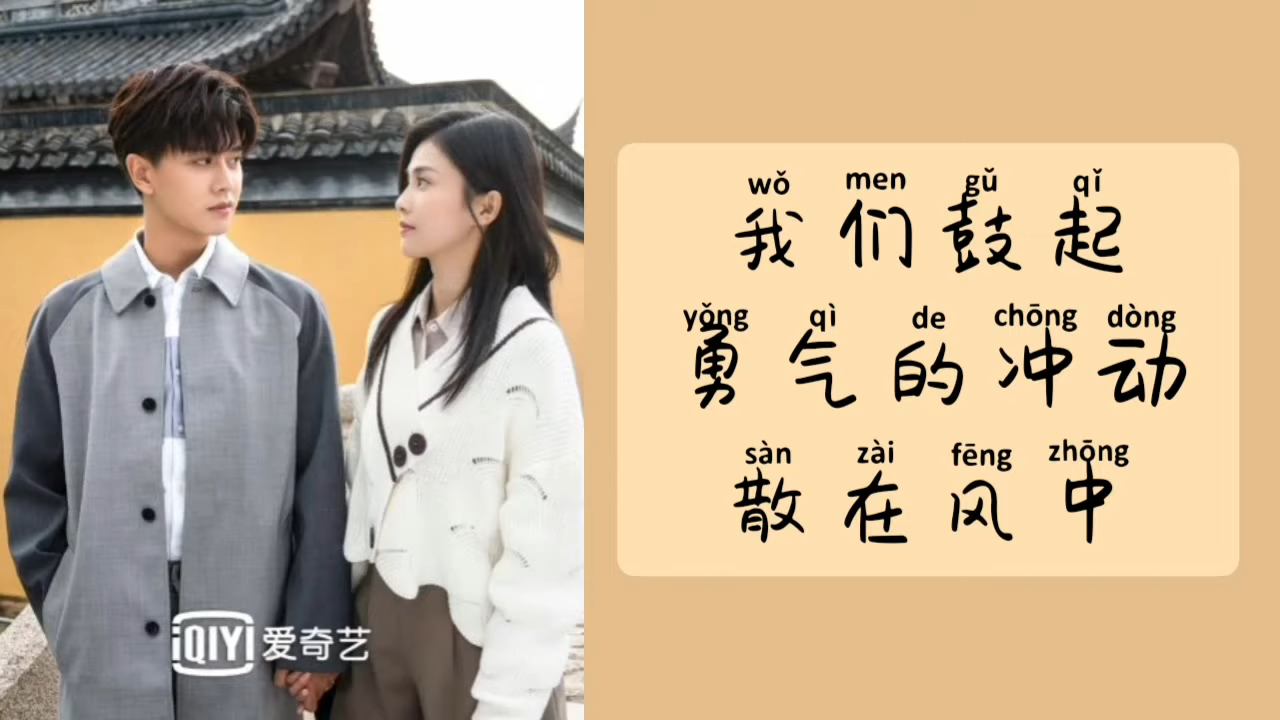 wǒ men gǔ qǐ
我们鼓起
yǒng qì de chōng dòng
勇气的冲动
sàn zài fēng zhōng
散在风中
iQIYI 爱奇艺